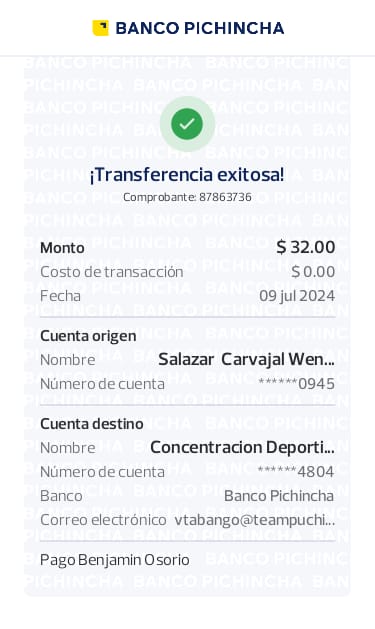 BANCO PICHINCHA
¡Transferencia exitosa!
Comprobante: 87863736
Monto $ 32.00
Costo de transacción $ 0.00
Fecha 09 jul 2024
Cuenta origen
Nombre Salazar Carvajal Wen...
Número de cuenta ******0945
Cuenta destino
Nombre Concentracion Deporti...
Número de cuenta ******4804
Banco Banco Pichincha
Correo electrónico vtabango@teampuchi...
Pago Benjamin Osorio